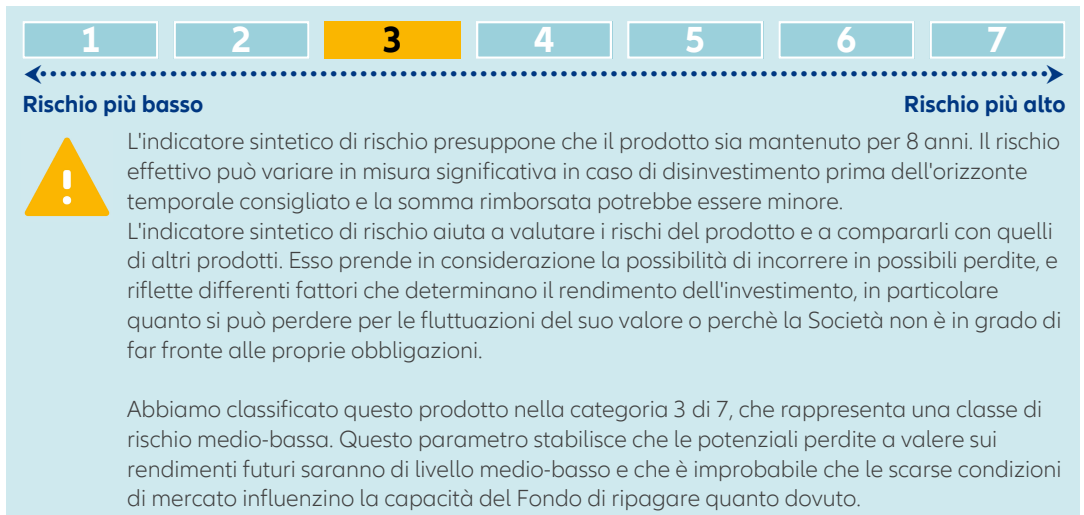 1 2 3 4 5 6 7
Rischio più basso Rischio più alto
L'indicatore sintetico di rischio presuppone che il prodotto sia mantenuto per 8 anni. Il rischio
effettivo può variare in misura significativa in caso di disinvestimento prima dell'orizzonte
temporale consigliato e la somma rimborsata potrebbe essere minore.
L'indicatore sintetico di rischio aiuta a valutare i rischi del prodotto e a compararli con quelli
di altri prodotti. Esso prende in considerazione la possibilità di incorrere in possibili perdite, e
riflette differenti fattori che determinano il rendimento dell'investimento, in particolare
quanto si può perdere per le fluttuazioni del suo valore o perchè la Società non è in grado di
far fronte alle proprie obbligazioni.
Abbiamo classificato questo prodotto nella categoria 3 di 7, che rappresenta una classe di
rischio medio-bassa. Questo parametro stabilisce che le potenziali perdite a valere sui
rendimenti futuri saranno di livello medio-basso e che è improbabile che le scarse condizioni
di mercato influenzino la capacità del Fondo di ripagare quanto dovuto.